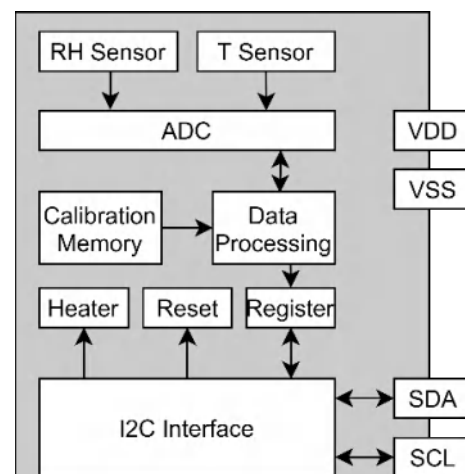 RH Sensor
T Sensor
ADC
VDD
VSS
Calibration
Memory
Data
Processing
Heater
Reset
Register
I2C Interface
SDA
SCL